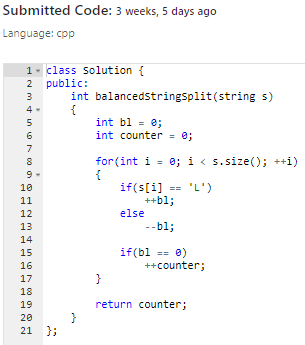 Submitted Code: 3 weeks, 5 days ago
Language: cpp
1 class Solution {
2 public:
3     int balancedStringSplit(string s)
4     {
5         int bl = 0;
6         int counter = 0;
7
8         for(int i = 0; i < s.size(); ++i)
9         {
10             if(s[i] == 'L')
11                 ++bl;
12             else
13                 --bl;
14
15             if(bl == 0)
16                 ++counter;
17         }
18
19         return counter;
20     }
21 };